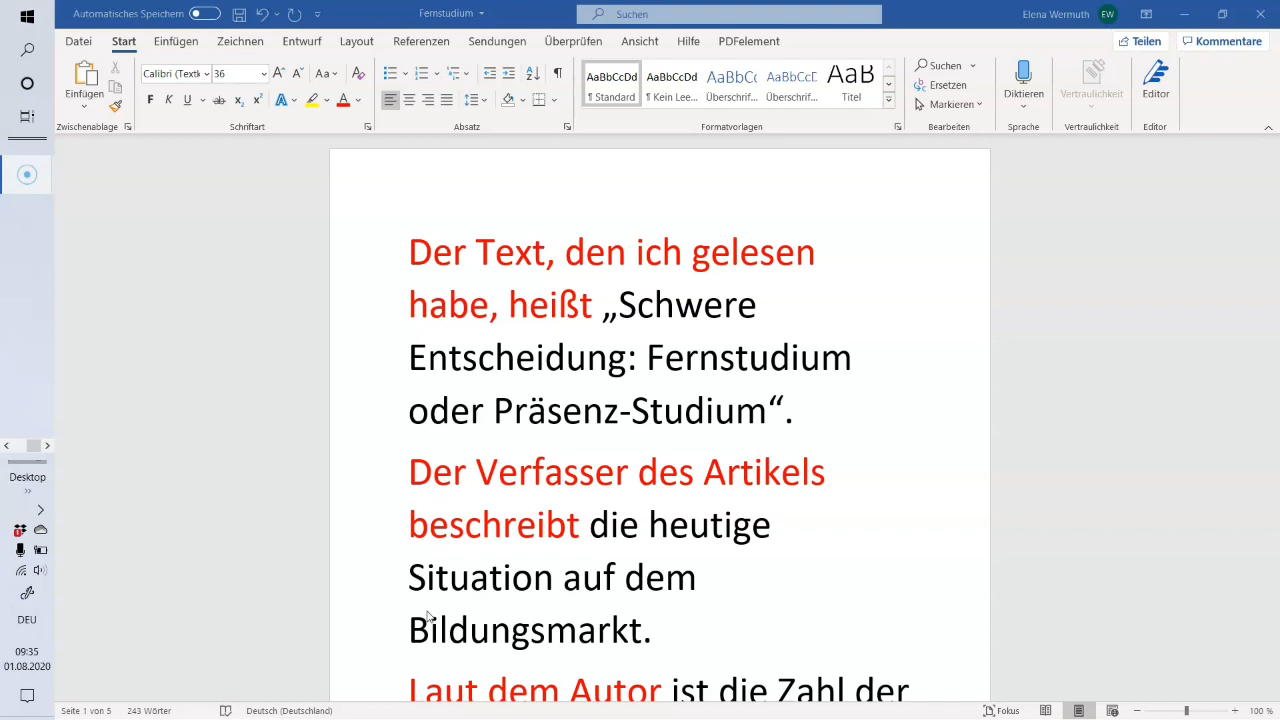 Automatisches Speichern
Fernstudium
Suchen
Elena Wermuth
EW
Datei
Start
Einfügen
Zeichnen
Entwurf
Layout
Referenzen
Sendungen
Überprüfen
Ansicht
Hilfe
PDFelement
Teilen
Kommentare
Einfügen
Zwischenablage
Calibri (Textk
36
Schriftart
Absatz
AaBbCcDd
¶ Standard
AaBbCcDd
¶ Kein Lee...
AaBbCc
Überschrif...
AaBbCcD
Überschrif...
AaB
Titel
Formatvorlagen
Suchen
Ersetzen
Markieren
Bearbeiten
Diktieren
Sprache
Vertraulichkeit
Vertraulichkeit
Editor
Editor
Der Text, den ich gelesen
habe, heißt „Schwere
Entscheidung: Fernstudium
oder Präsenz-Studium“.
Der Verfasser des Artikels
beschreibt die heutige
Situation auf dem
Bildungsmarkt.
Laut dem Autor ist die Zahl der
Desktop
DEU
09:35
01.08.2020
Seite 1 von 5
243 Wörter
Deutsch (Deutschland)
Fokus
100 %